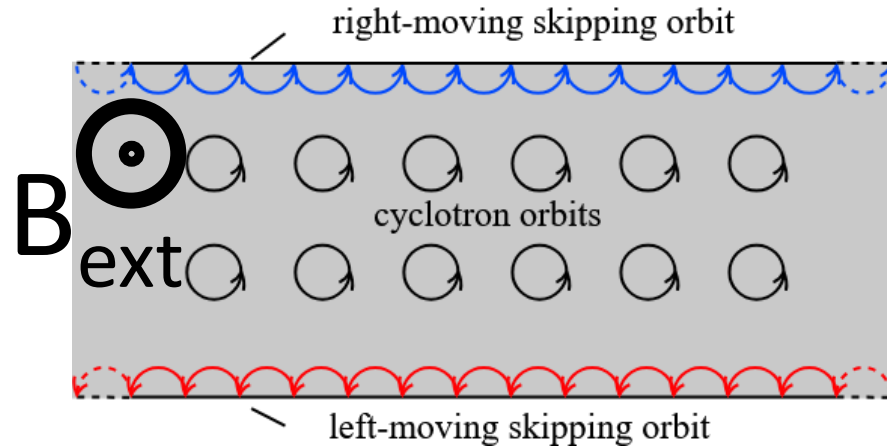 right-moving skipping orbit
B
ext
cyclotron orbits
left-moving skipping orbit